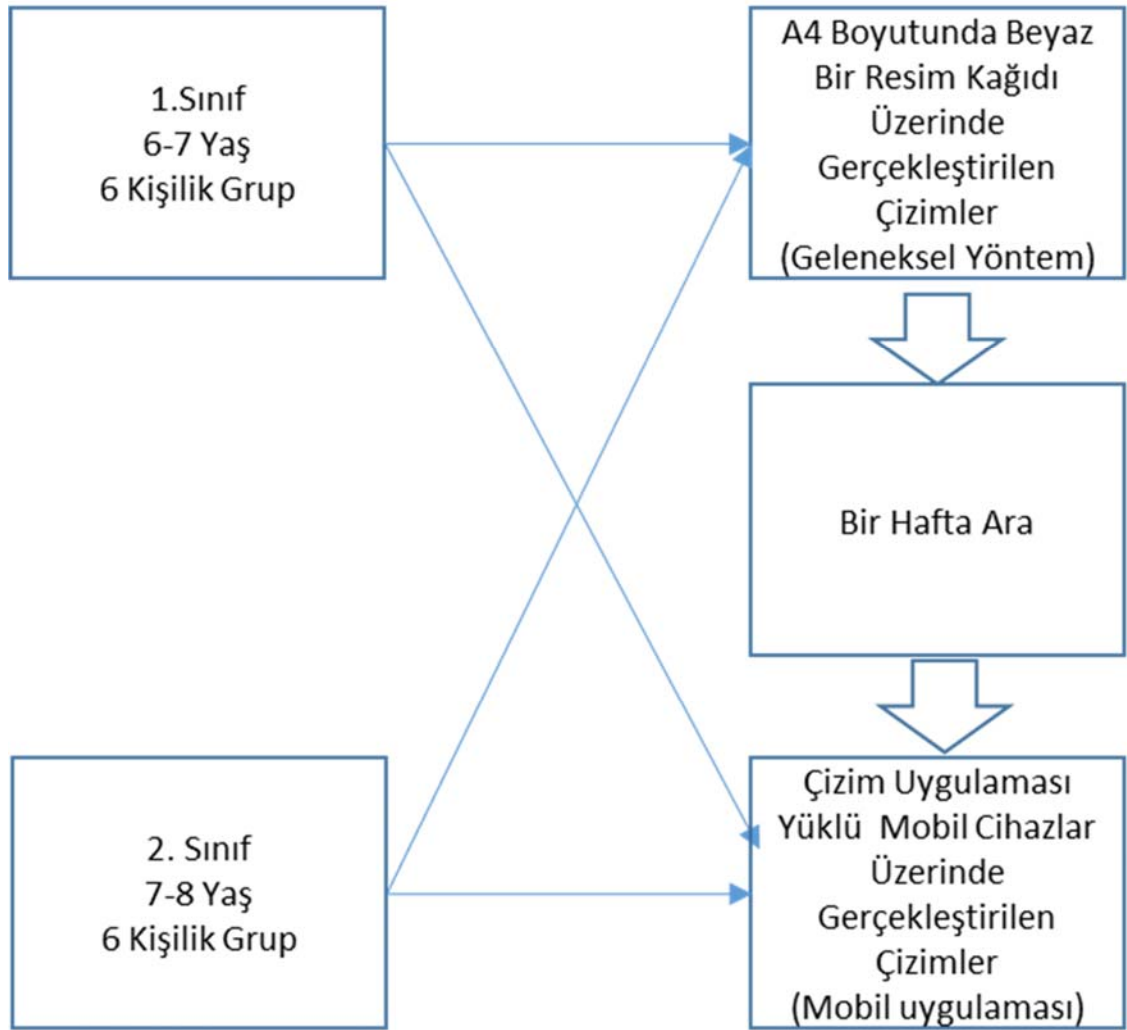 1.Sınıf
6-7 Yaş
6 Kişilik Grup
A4 Boyutunda Beyaz
Bir Resim Kağıdı
Üzerinde
Gerçekleştirilen
Çizimler
(Geleneksel Yöntem)
Bir Hafta Ara
2. Sınıf
7-8 Yaş
6 Kişilik Grup
Çizim Uygulaması
Yüklü Mobil Cihazlar
Üzerinde
Gerçekleştirilen
Çizimler
(Mobil uygulaması)